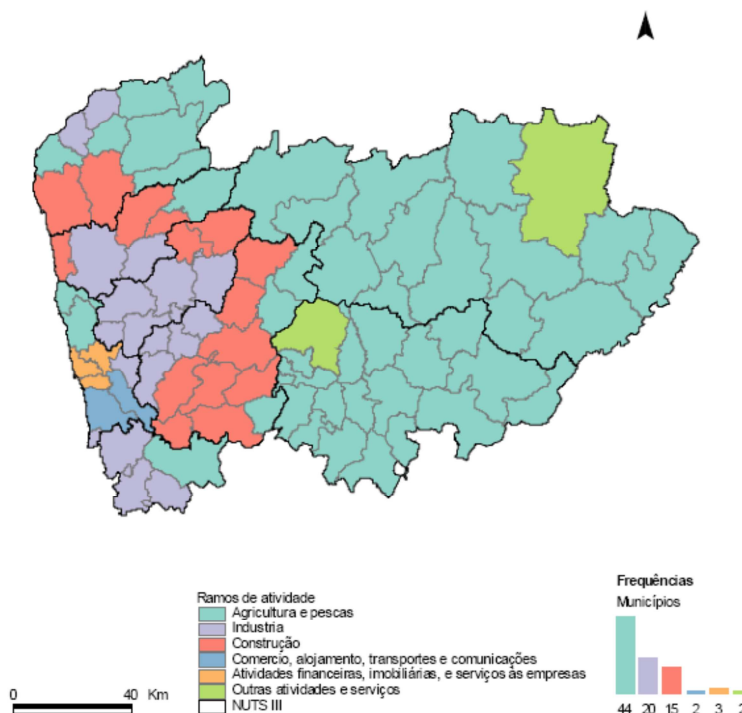 Ramos de atividade
Agricultura e pescas
Industria
Construção
Comercio, alojamento, transportes e comunicações
Atividades financeiras, imobiliárias, e serviços às empresas
Outras atividades e serviços
NUTS III
0 40 Km
Frequências
Municípios
44 20 15 2 3 2